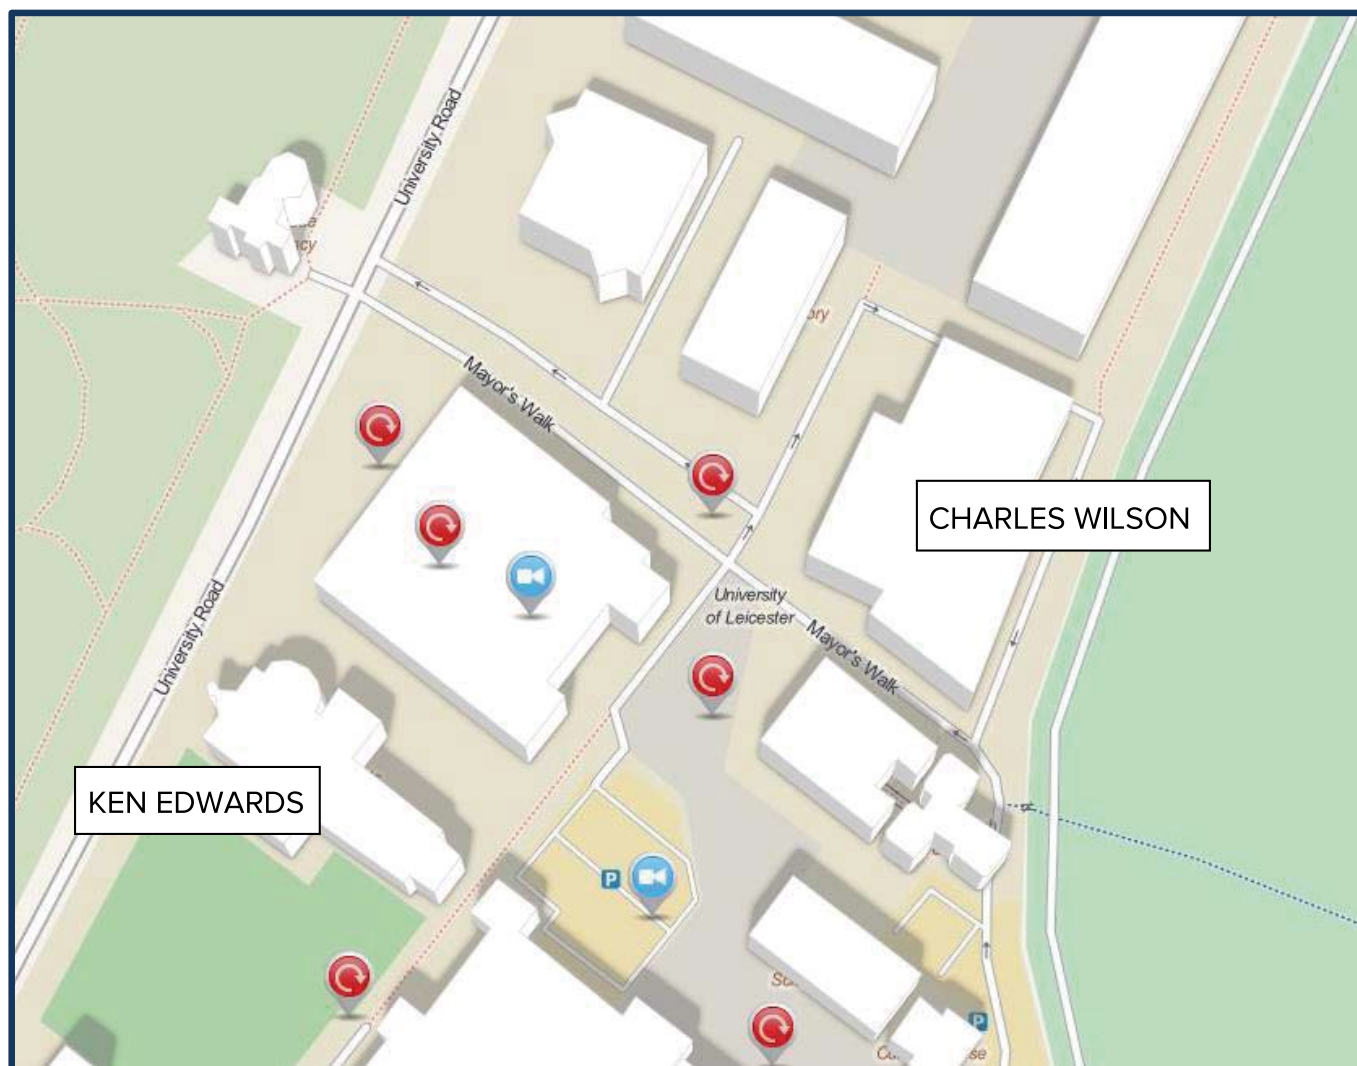 University Road
Mayor's Walk
CHARLES WILSON
University
of Leicester
Mayor's Walk
University Road
KEN EDWARDS
P
P